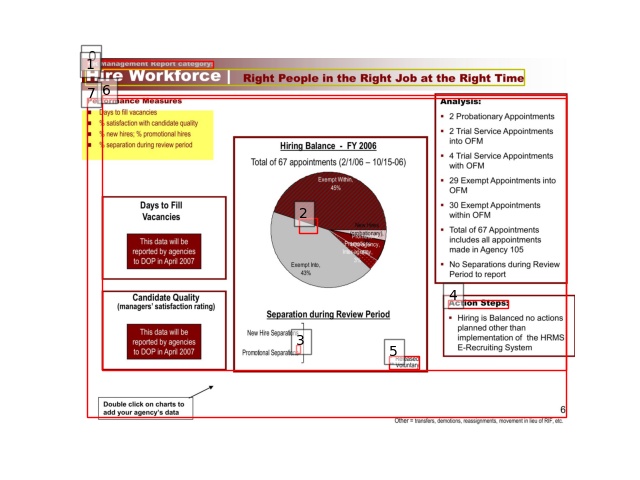 0
1
Management Report category:
Hire Workforce | Right People in the Right Job at the Right Time
7
6
Performance Measures
Days to fill vacancies
% satisfaction with candidate quality
% new hires; % promotional hires
% separation during review period
Days to Fill
Vacancies
This data will be
reported by agencies
to DOP in April 2007
Candidate Quality
(managers' satisfaction rating)
This data will be
reported by agencies
to DOP in April 2007
Double click on charts to
add your agency's data
Hiring Balance - FY 2006
Total of 67 appointments (2/1/06 – 10/15-06)
Exempt Within,
45%
2
Exempt Into,
43%
Separation during Review Period
New Hire Separations
3
Promotional Separations
5
Released
Voluntary
Analysis:
2 Probationary Appointments
2 Trial Service Appointments
into OFM
4 Trial Service Appointments
with OFM
29 Exempt Appointments into
OFM
30 Exempt Appointments
within OFM
Total of 67 Appointments
includes all appointments
made in Agency 105
No Separations during Review
Period to report
4
Action Steps:
Hiring is Balanced no actions
planned other than
implementation of the HRMS
E-Recruiting System
6
Other = transfers, demotions, reassignments, movement in lieu of RIF, etc.